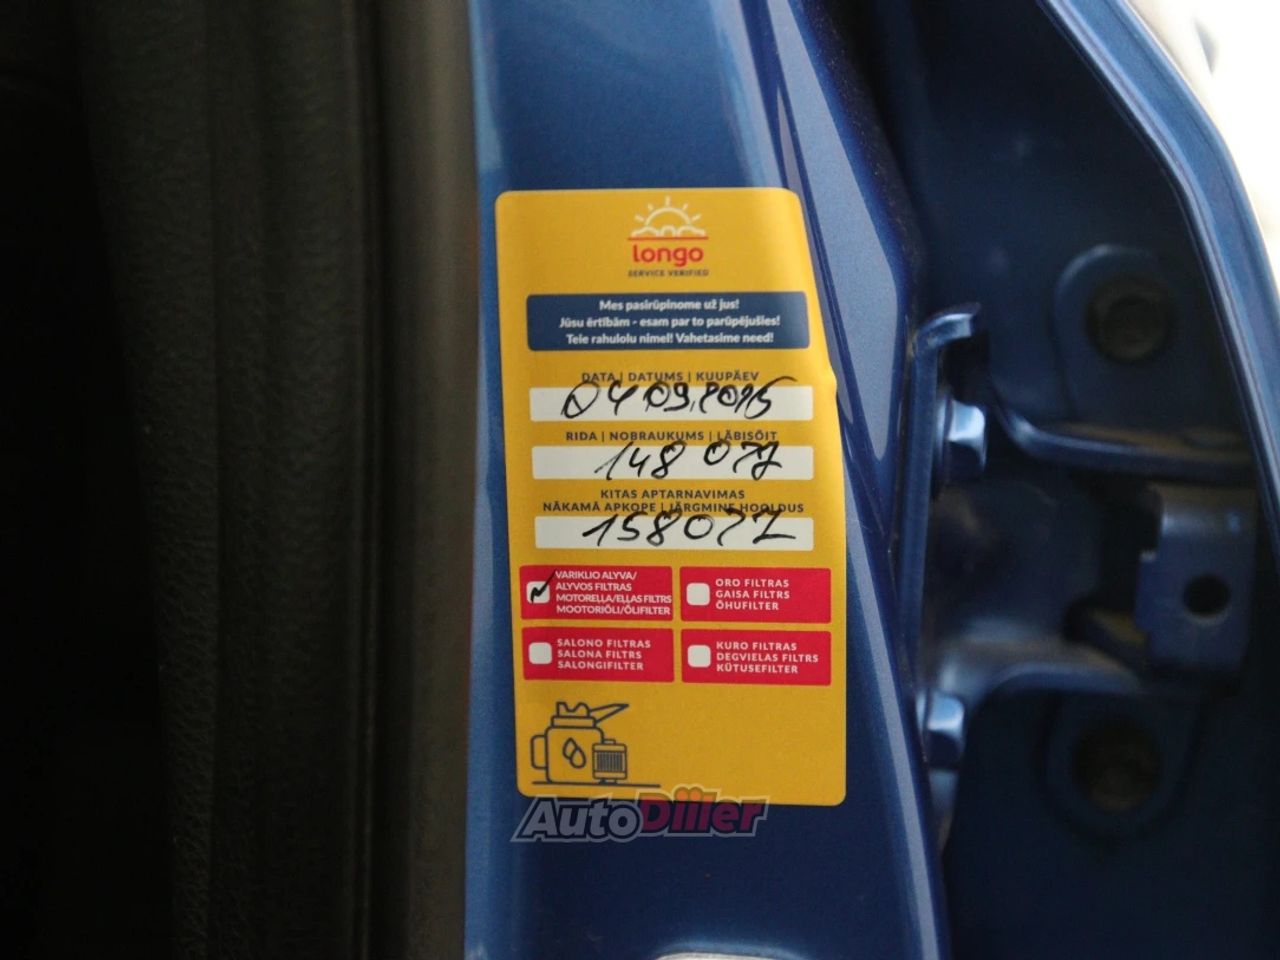 longo
SERVICE VERIFIED
Mes pasirūpinome už jus!
Jūsu ērtībām - esam par to parūpējušies!
Teie rahulolu nimel! Vahetasime need!
DATA | DATUMS | KUUPÄEV
04 09.2025
RIDA | NOBRAUKUMS | LÄBISÕIT
148 077
KITAS APTARNAVIMAS
NĀKAMĀ APKOPE | JÄRGMINE HOOLDUS
158077
VARIKLIO ALYVA/
ALYVOS FILTRAS
MOTOREĻĻA/EĻĻAS FILTRS
MOOTORIÕLI/ÕLIFILTER
ORO FILTRAS
GAISA FILTRS
ÕHUFILTER
SALONO FILTRAS
SALONA FILTRS
SALONGIFILTER
KURO FILTRAS
DEGVIELAS FILTRS
KÜTUSEFILTER
AutoDiiler